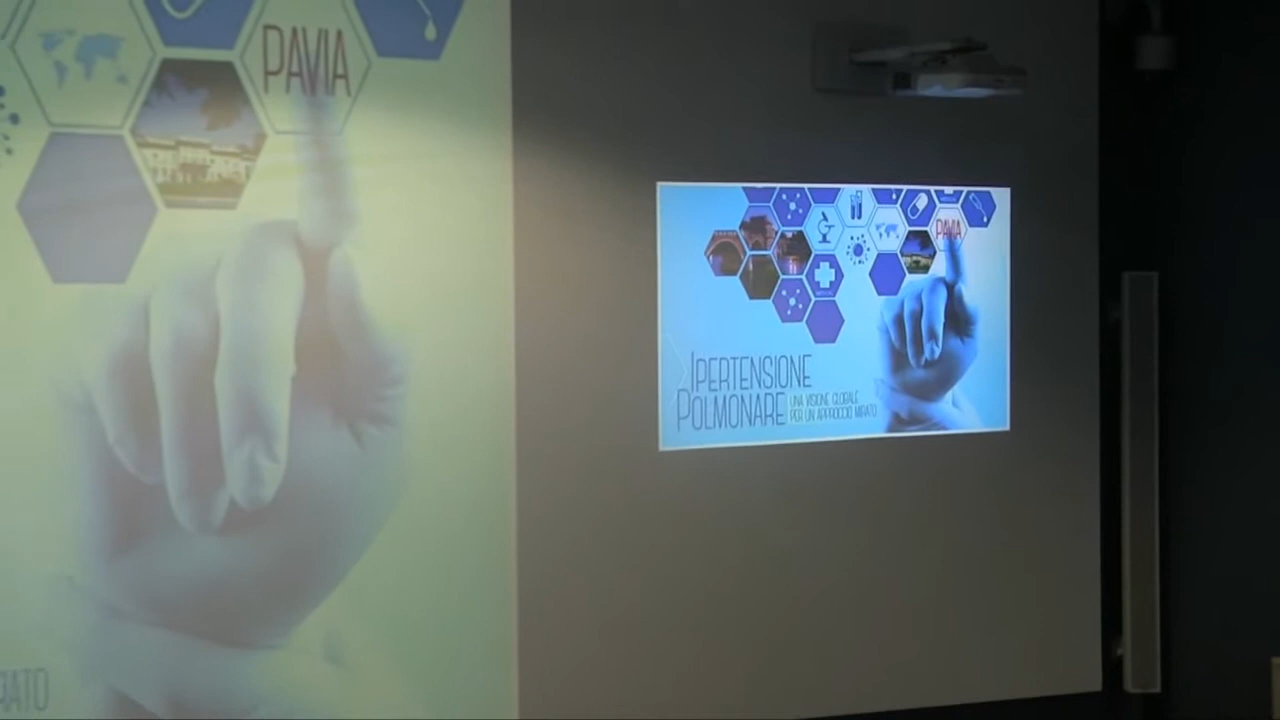 PAVIA
PAVIA
IPERTENSIONE
POLMONARE
UNA VISIONE GLOBALE
PER UN APPROCCIO MIRATO